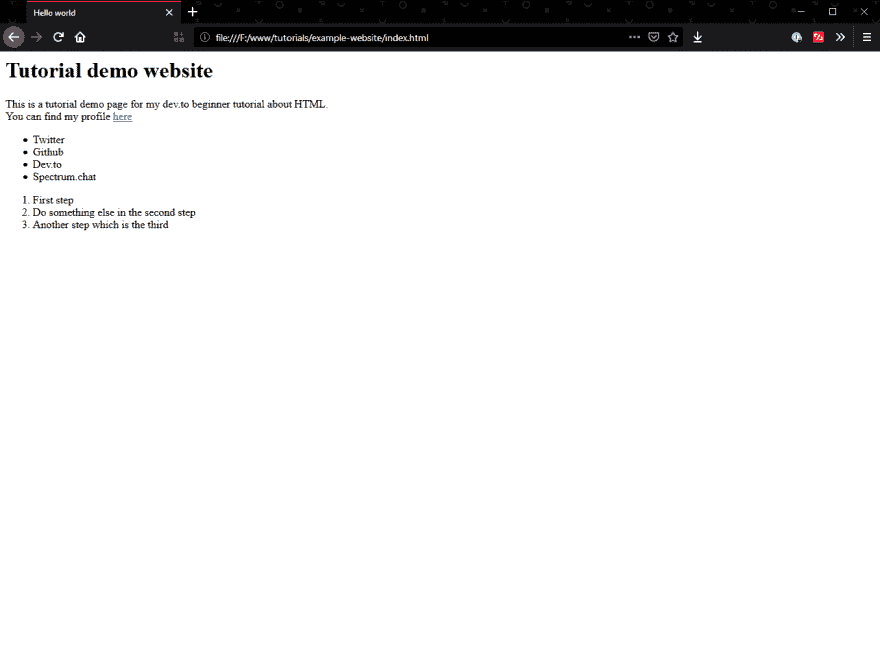 Hello world
file:///F:/www/tutorials/example-website/index.html
Tutorial demo website
This is a tutorial demo page for my dev.to beginner tutorial about HTML.
You can find my profile here
Twitter
Github
Dev.to
Spectrum.chat
1. First step
2. Do something else in the second step
3. Another step which is the third